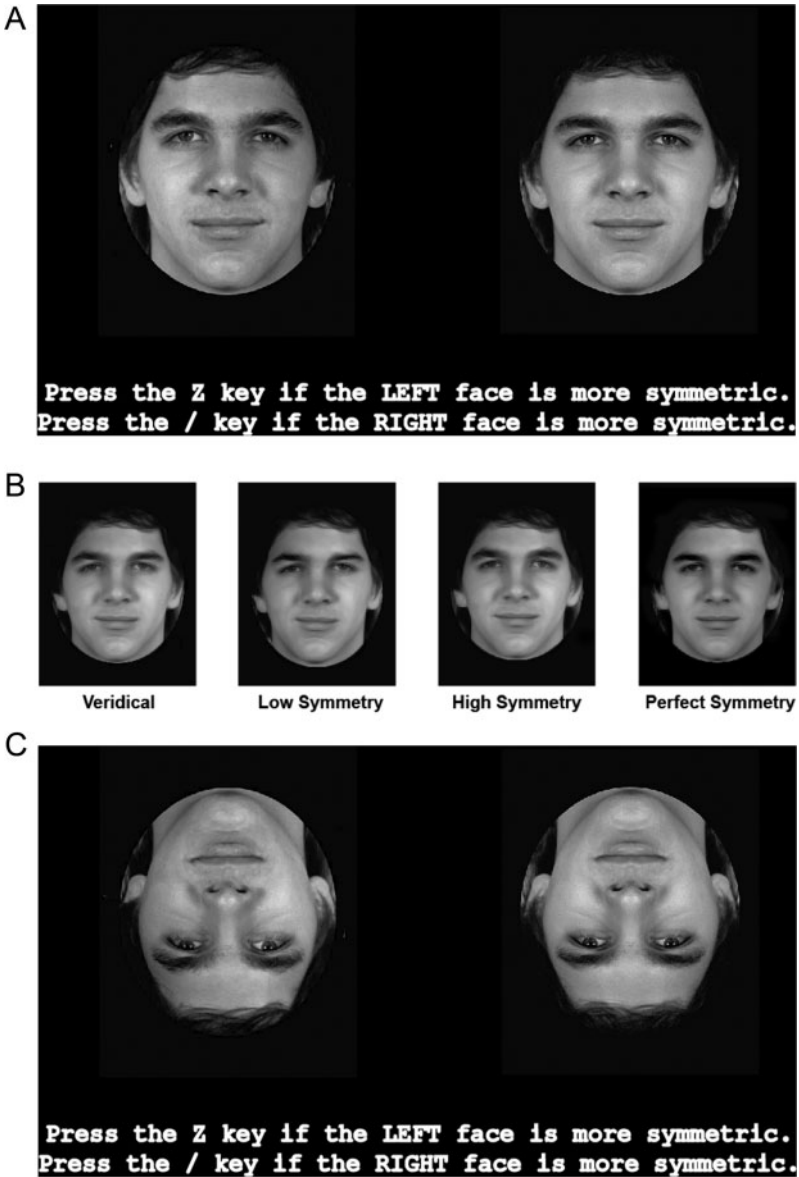 A
Press the Z key if the LEFT face is more symmetric.
Press the / key if the RIGHT face is more symmetric.
B
Veridical
Low Symmetry
High Symmetry
Perfect Symmetry
C
Press the Z key if the LEFT face is more symmetric.
Press the / key if the RIGHT face is more symmetric.